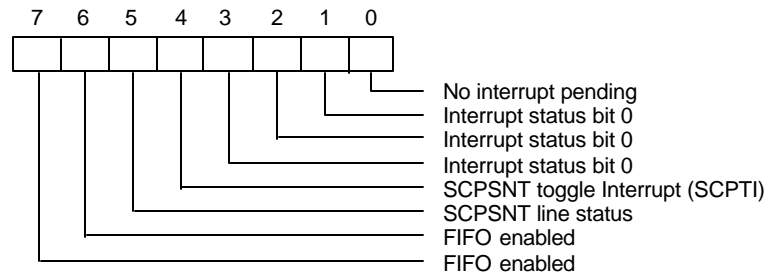 7 6 5 4 3 2 1 0
No interrupt pending
Interrupt status bit 0
Interrupt status bit 0
Interrupt status bit 0
SCPSNT toggle Interrupt (SCPTI)
SCPSNT line status
FIFO enabled
FIFO enabled